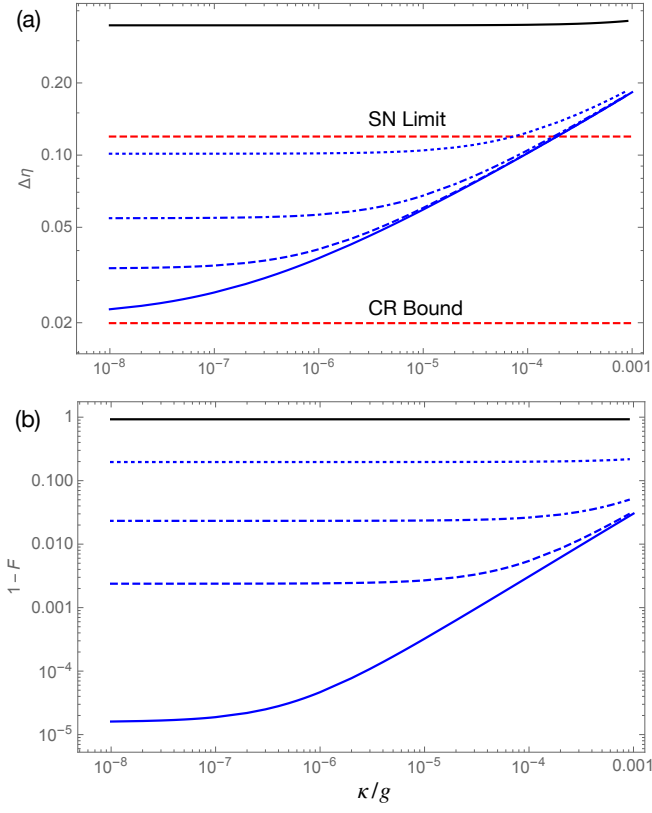 (a)
0.20
SN Limit
0.10
Δη
0.05
CR Bound
0.02
10⁻⁸ 10⁻⁷ 10⁻⁶ 10⁻⁵ 10⁻⁴ 0.001
(b)
1
0.100
0.010
1 − F
0.001
10⁻⁴
10⁻⁵
10⁻⁸ 10⁻⁷ 10⁻⁶ 10⁻⁵ 10⁻⁴ 0.001
κ/g